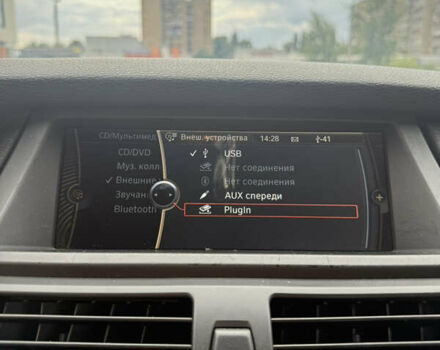 CD/Мультимед
Внеш.устройства 14:28 -41
CD/DVD
USB
Муз. колл
Нет соединения
Внешни
Нет соединения
Звучан
AUX спереди
Bluetooth
PlugIn